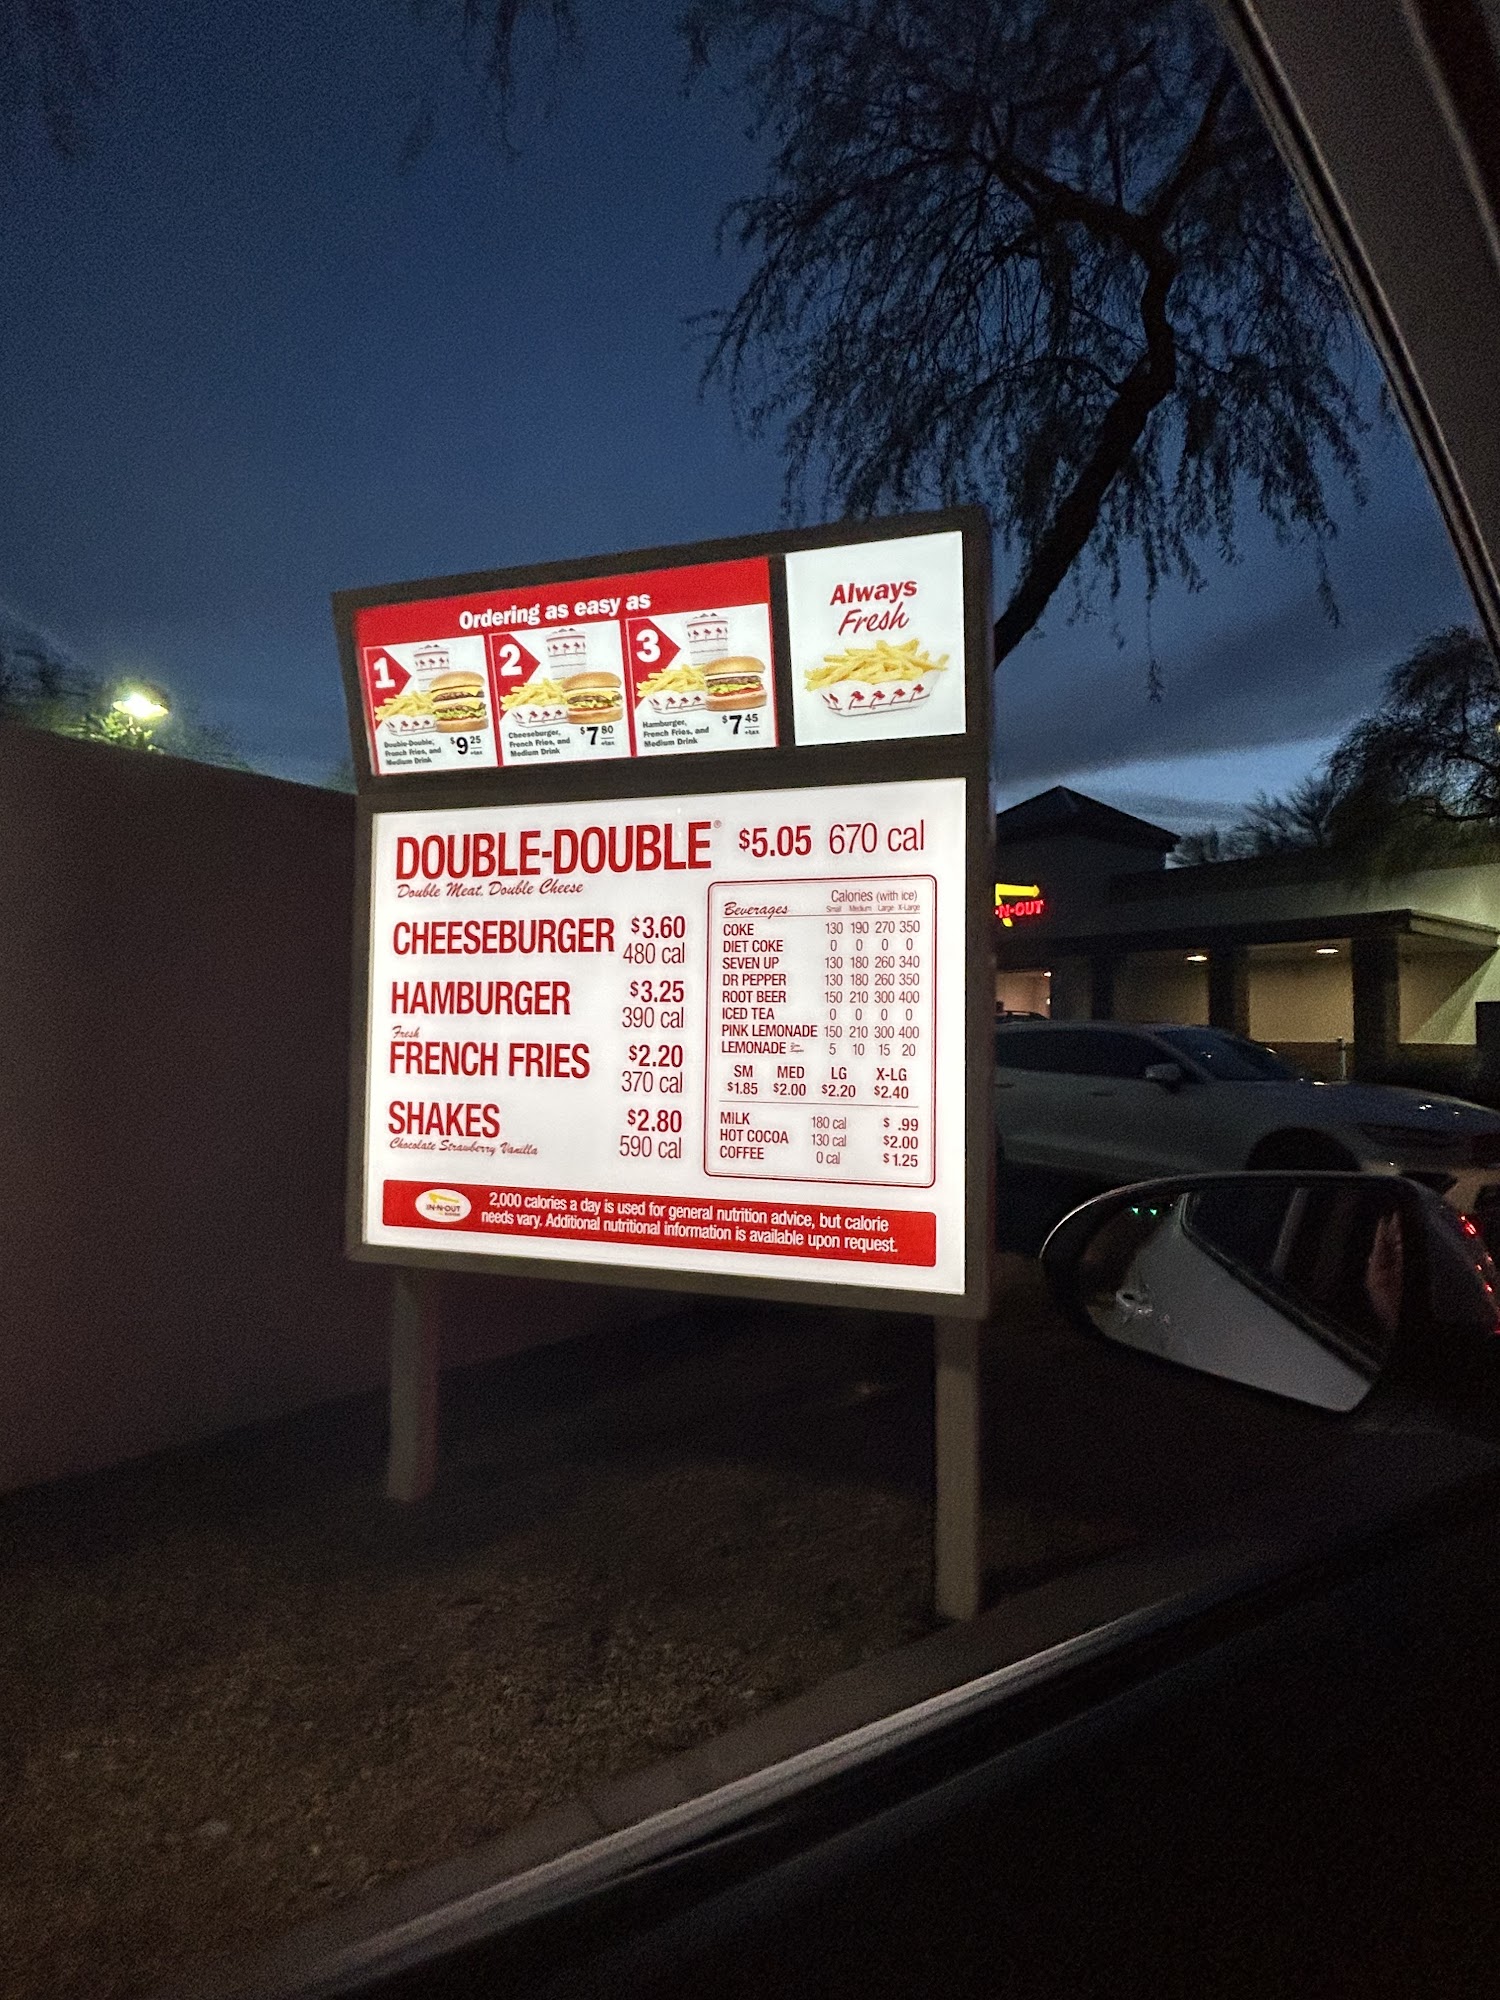 Ordering as easy as
1
Double-Double,
French Fries, and
Medium Drink
$9 25
+tax
2
Cheeseburger,
French Fries, and
Medium Drink
$7 80
+tax
3
Hamburger,
French Fries, and
Medium Drink
$7 45
+tax
Always
Fresh
DOUBLE-DOUBLE® $5.05 670 cal
Double Meat, Double Cheese
CHEESEBURGER $3.60
480 cal
HAMBURGER $3.25
390 cal
Fresh
FRENCH FRIES $2.20
370 cal
SHAKES $2.80
Chocolate Strawberry Vanilla 590 cal
Beverages Calories (with ice)
Small Medium Large X-Large
COKE 130 190 270 350
DIET COKE 0 0 0 0
SEVEN UP 130 180 260 340
DR PEPPER 130 180 260 350
ROOT BEER 150 210 300 400
ICED TEA 0 0 0 0
PINK LEMONADE 150 210 300 400
LEMONADE 5 10 15 20
SM MED LG X-LG
$1.85 $2.00 $2.20 $2.40
MILK 180 cal $ .99
HOT COCOA 130 cal $2.00
COFFEE 0 cal $1.25
IN-N-OUT
2,000 calories a day is used for general nutrition advice, but calorie
needs vary. Additional nutritional information is available upon request.
-N-OUT